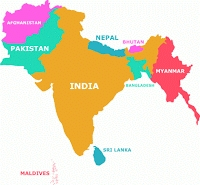 AFGHANISTAN
PAKISTAN
NEPAL
BHUTAN
INDIA
BANGLADESH
MYANMAR
SRI LANKA
MALDIVES